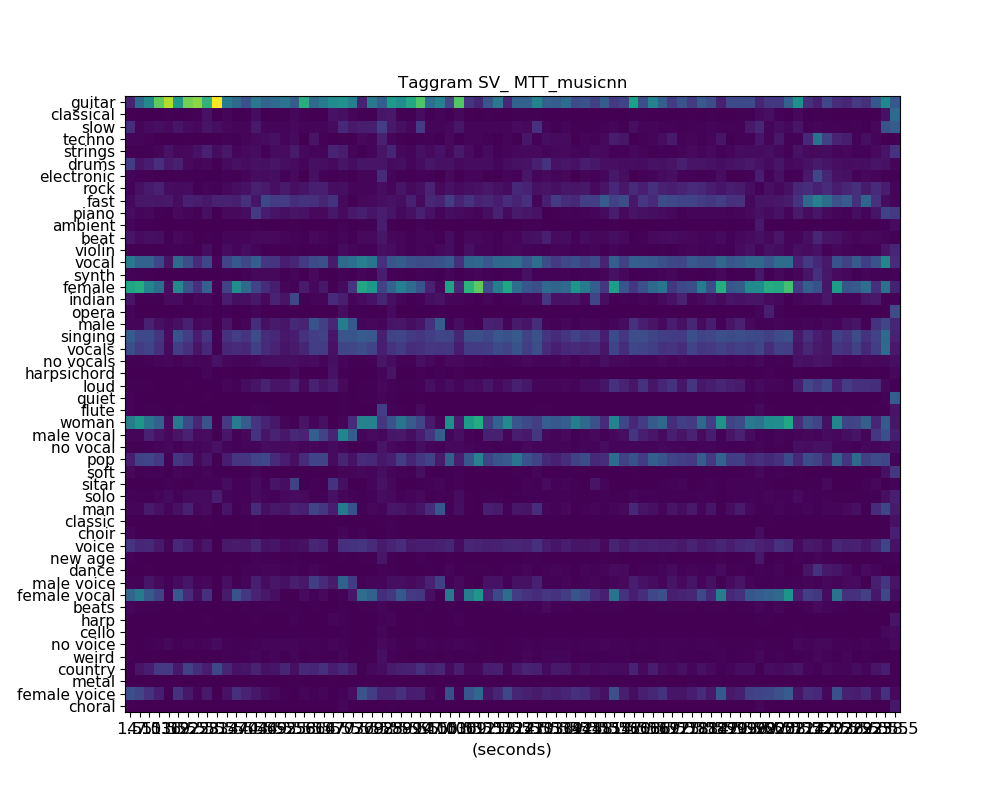 Taggram SV_ MTT_musicnn
guitar
classical
slow
techno
strings
drums
electronic
rock
fast
piano
ambient
beat
violin
vocal
synth
female
indian
opera
male
singing
vocals
no vocals
harpsichord
loud
quiet
flute
woman
male vocal
no vocal
pop
soft
sitar
solo
man
classic
choir
voice
new age
dance
male voice
female vocal
beats
harp
cello
no voice
weird
country
metal
female voice
choral
(seconds)